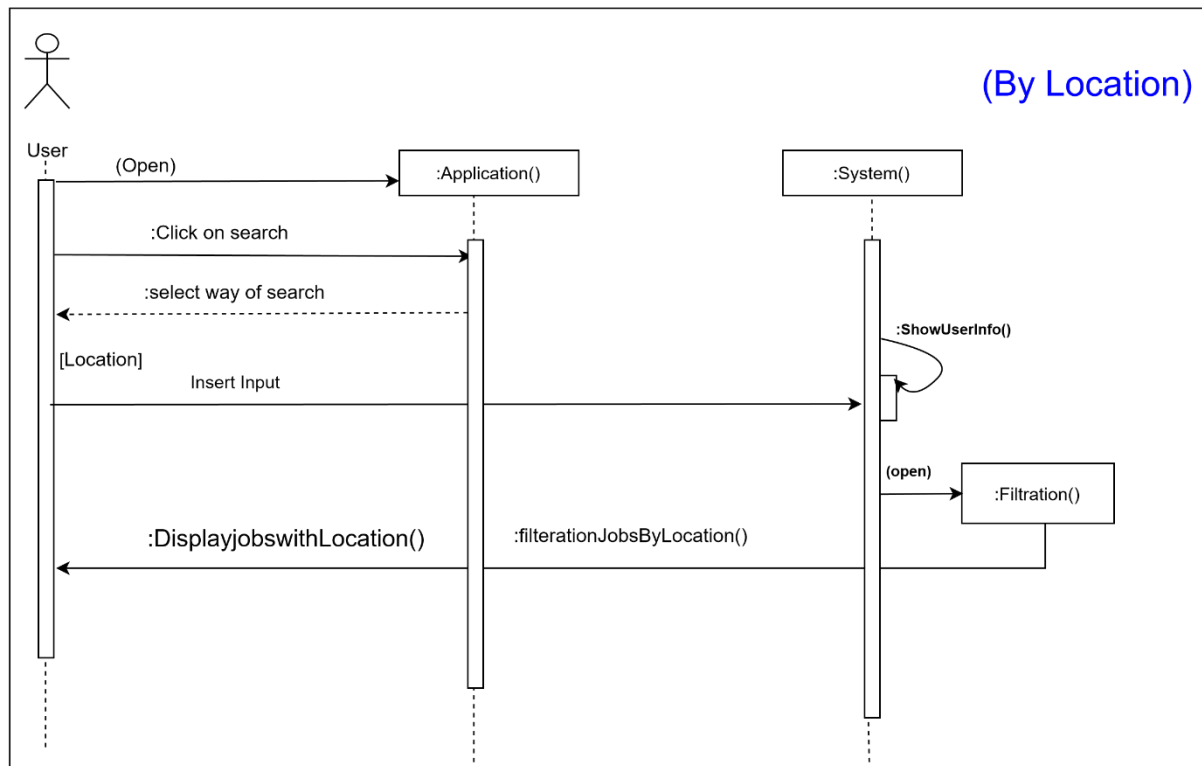 (By Location)
User
(Open)
:Application()
:System()
:Click on search
:select way of search
:ShowUserInfo()
[Location]
Insert Input
(open)
:Filtration()
:DisplayjobswithLocation()
:filterationJobsByLocation()